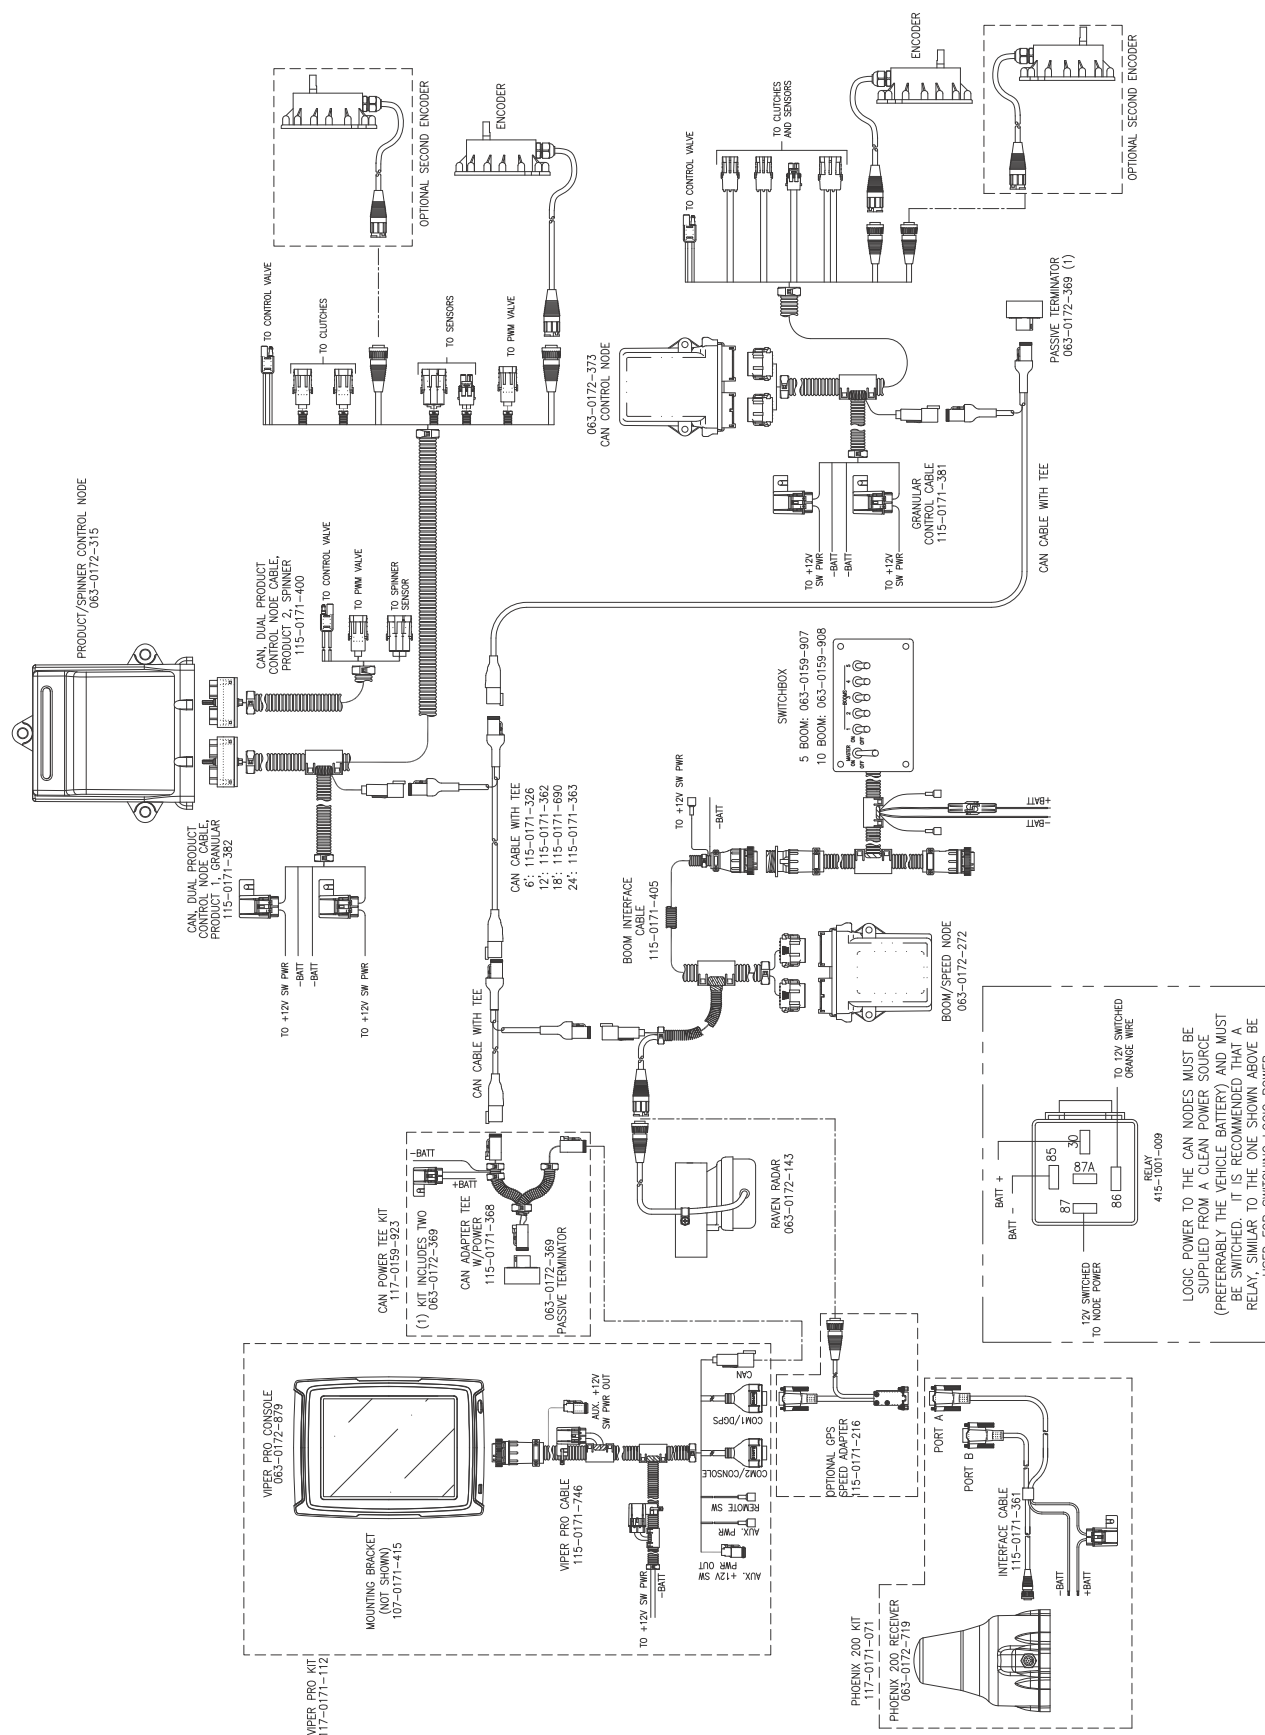 PRODUCT/SPINNER CONTROL NODE
063-0172-315
CAN, DUAL PRODUCT
CONTROL NODE CABLE,
PRODUCT 2, SPINNER
115-0171-400
TO CONTROL VALVE
TO PWM VALVE
TO SPINNER
SENSOR
CAN, DUAL PRODUCT
CONTROL NODE CABLE,
PRODUCT 1, GRANULAR
115-0171-382
TO +12V SW PWR
-BATT
-BATT
TO +12V SW PWR
TO CONTROL VALVE
TO CLUTCHES
TO SENSORS
TO PWM VALVE
OPTIONAL SECOND ENCODER
ENCODER
ENCODER
OPTIONAL SECOND ENCODER
TO CONTROL VALVE
TO CLUTCHES
AND SENSORS
063-0172-373
CAN CONTROL NODE
PASSIVE TERMINATOR
063-0172-369 (1)
GRANULAR
CONTROL CABLE
115-0171-381
TO +12V
SW PWR
-BATT
-BATT
TO +12V
SW PWR
CAN CABLE WITH TEE
CAN CABLE WITH TEE
6': 115-0171-326
12': 115-0171-362
18': 115-0171-690
24': 115-0171-363
SWITCHBOX
5 BOOM: 063-0159-907
10 BOOM: 063-0159-908
MASTER
ON
OFF
ON
OFF
BOOMS
1
2
3
4
5
+BATT
-BATT
TO +12V SW PWR
-BATT
BOOM INTERFACE
CABLE
115-0171-405
BOOM/SPEED NODE
063-0172-272
CAN CABLE WITH TEE
CAN POWER TEE KIT
117-0159-923
(1) KIT INCLUDES TWO
063-0172-369
-BATT
+BATT
CAN ADAPTER TEE
W/POWER
115-0171-368
063-0172-369
PASSIVE TERMINATOR
RAVEN RADAR
063-0172-143
BATT +
BATT -
85
30
87A
87
86
TO 12V SWITCHED
ORANGE WIRE
12V SWITCHED
TO NODE POWER
RELAY
415-1001-009
LOGIC POWER TO THE CAN NODES MUST BE
SUPPLIED FROM A CLEAN POWER SOURCE
(PREFERRABLY THE VEHICLE BATTERY) AND MUST
BE SWITCHED. IT IS RECOMMENDED THAT A
RELAY, SIMILAR TO THE ONE SHOWN ABOVE BE
USED FOR SWITCHING LOGIC POWER
VIPER PRO KIT
117-0171-112
VIPER PRO CONSOLE
063-0172-879
MOUNTING BRACKET
(NOT SHOWN)
107-0171-415
VIPER PRO CABLE
115-0171-746
AUX. +12V
SW PWR OUT
TO +12V SW PWR
-BATT
CAN
COM1/DGPS
COM2/CONSOLE
REMOTE SW
AUX. PWR
AUX. +12V SW
PWR OUT
OPTIONAL GPS
SPEED ADAPTER
115-0171-216
PHOENIX 200 KIT
117-0171-071
PHOENIX 200 RECEIVER
063-0172-719
PORT A
PORT B
INTERFACE CABLE
115-0171-361
-BATT
+BATT